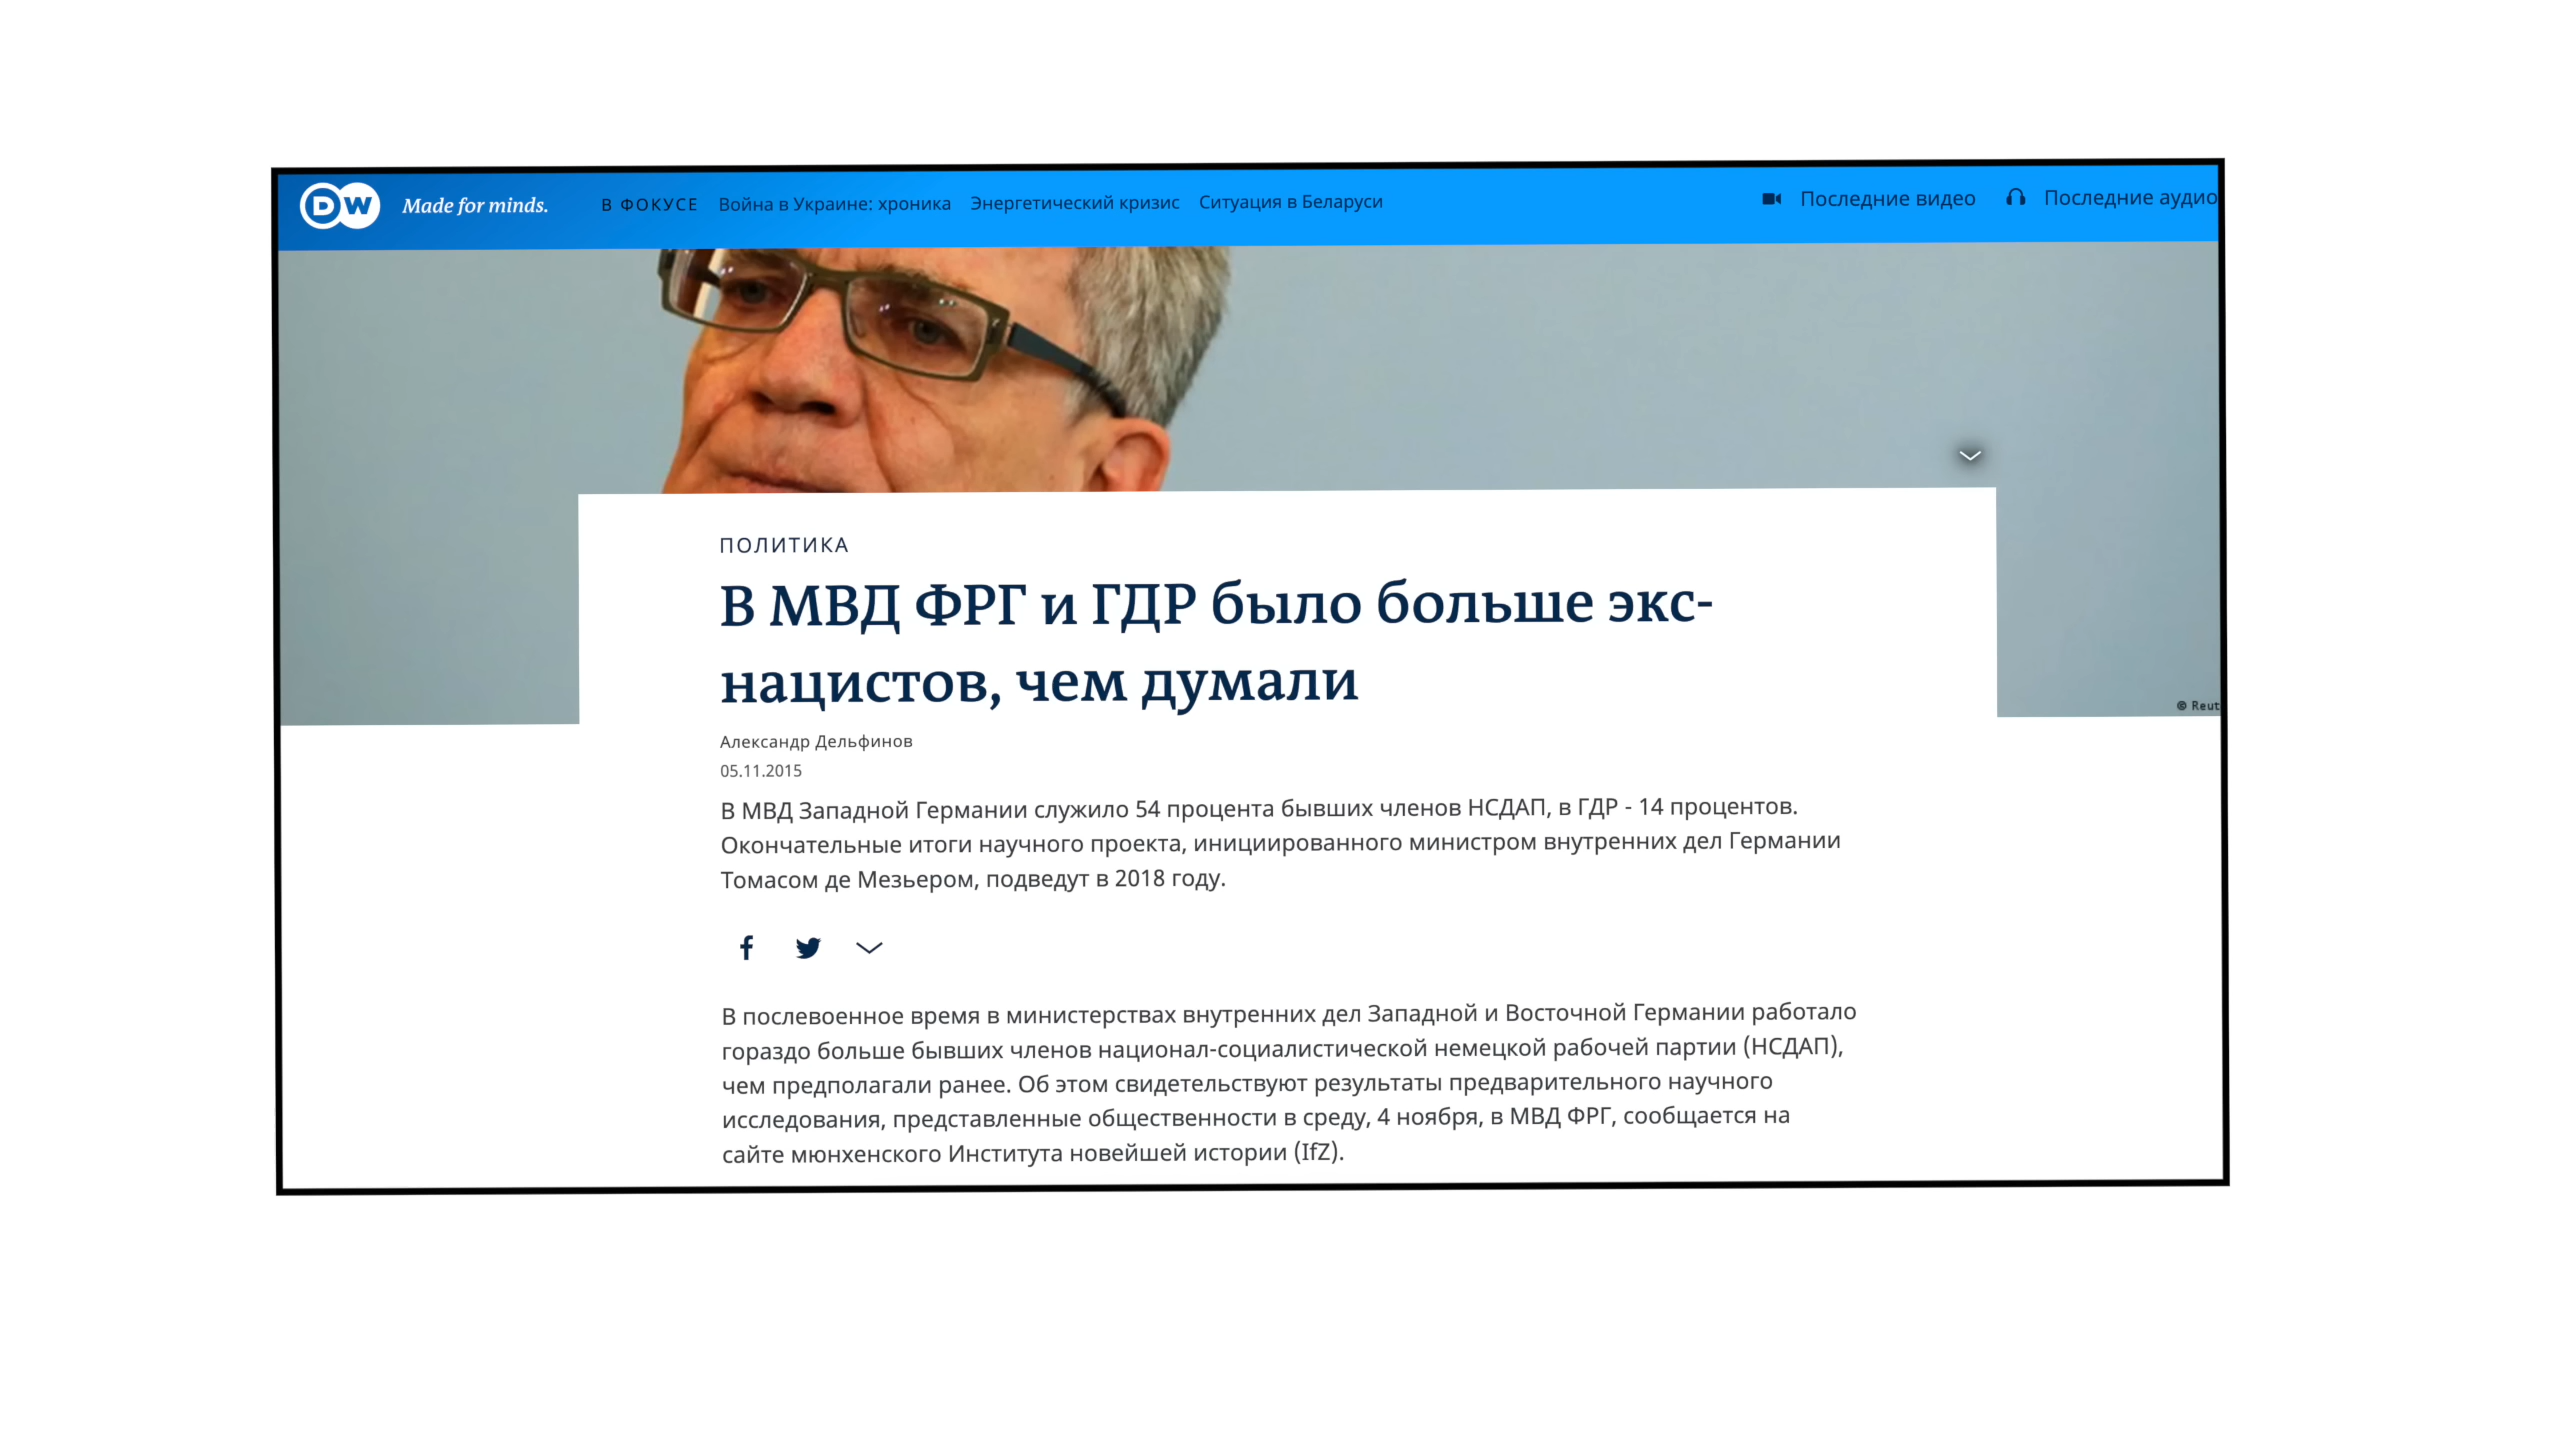 DW Made for minds. В ФОКУСЕ Война в Украине: хроника Энергетический кризис Ситуация в Беларуси Последние видео Последние аудио
© Reut
ПОЛИТИКА
В МВД ФРГ и ГДР было больше экс-
нацистов, чем думали
Александр Дельфинов
05.11.2015
В МВД Западной Германии служило 54 процента бывших членов НСДАП, в ГДР - 14 процентов.
Окончательные итоги научного проекта, инициированного министром внутренних дел Германии
Томасом де Мезьером, подведут в 2018 году.
В послевоенное время в министерствах внутренних дел Западной и Восточной Германии работало
гораздо больше бывших членов национал-социалистической немецкой рабочей партии (НСДАП),
чем предполагали ранее. Об этом свидетельствуют результаты предварительного научного
исследования, представленные общественности в среду, 4 ноября, в МВД ФРГ, сообщается на
сайте мюнхенского Института новейшей истории (IfZ).